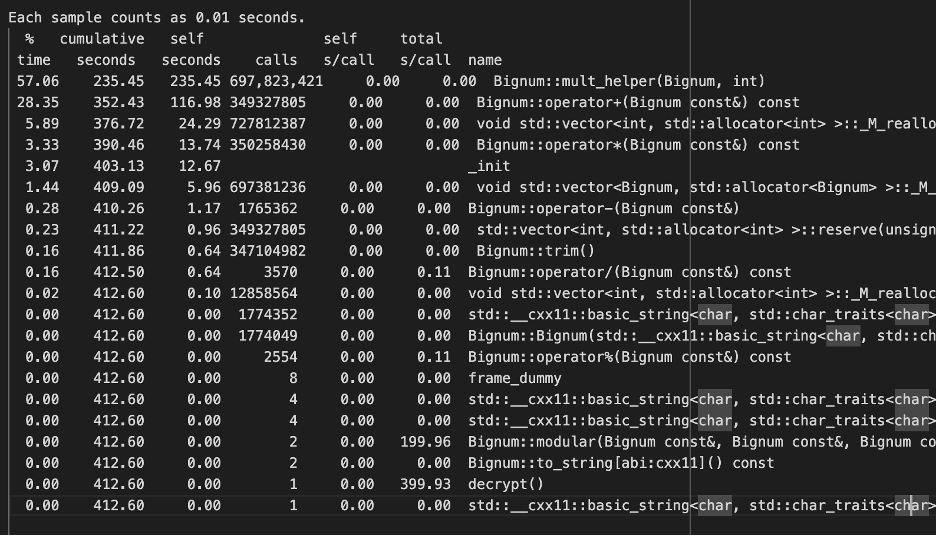 Each sample counts as 0.01 seconds.
% cumulative self self total
time seconds seconds calls s/call s/call name
57.06 235.45 235.45 697,823,421 0.00 0.00 Bignum::mult_helper(Bignum, int)
28.35 352.43 116.98 349327805 0.00 0.00 Bignum::operator+(Bignum const&) const
5.89 376.72 24.29 727812387 0.00 0.00 void std::vector<int, std::allocator<int> >::_M_reallo
3.33 390.46 13.74 350258430 0.00 0.00 Bignum::operator*(Bignum const&) const
3.07 403.13 12.67 _init
1.44 409.09 5.96 697381236 0.00 0.00 void std::vector<Bignum, std::allocator<Bignum> >::_M_
0.28 410.26 1.17 1765362 0.00 0.00 Bignum::operator-(Bignum const&)
0.23 411.22 0.96 349327805 0.00 0.00 std::vector<int, std::allocator<int> >::reserve(unsign
0.16 411.86 0.64 347104982 0.00 0.00 Bignum::trim()
0.16 412.50 0.64 3570 0.00 0.11 Bignum::operator/(Bignum const&) const
0.02 412.60 0.10 12858564 0.00 0.00 void std::vector<int, std::allocator<int> >::_M_realloc
0.00 412.60 0.00 1774352 0.00 0.00 std::__cxx11::basic_string<char, std::char_traits<char>
0.00 412.60 0.00 1774049 0.00 0.00 Bignum::Bignum(std::__cxx11::basic_string<char, std::ch
0.00 412.60 0.00 2554 0.00 0.11 Bignum::operator%(Bignum const&) const
0.00 412.60 0.00 8 0.00 0.00 frame_dummy
0.00 412.60 0.00 4 0.00 0.00 std::__cxx11::basic_string<char, std::char_traits<char>
0.00 412.60 0.00 4 0.00 0.00 std::__cxx11::basic_string<char, std::char_traits<char>
0.00 412.60 0.00 2 0.00 199.96 Bignum::modular(Bignum const&, Bignum const&, Bignum co
0.00 412.60 0.00 2 0.00 0.00 Bignum::to_string[abi:cxx11]() const
0.00 412.60 0.00 1 0.00 399.93 decrypt()
0.00 412.60 0.00 1 0.00 0.00 std::__cxx11::basic_string<char, std::char_traits<char>